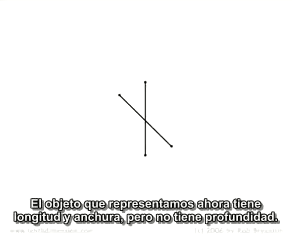 El objeto que representamos ahora tiene
longitud y anchura, pero no tiene profundidad.